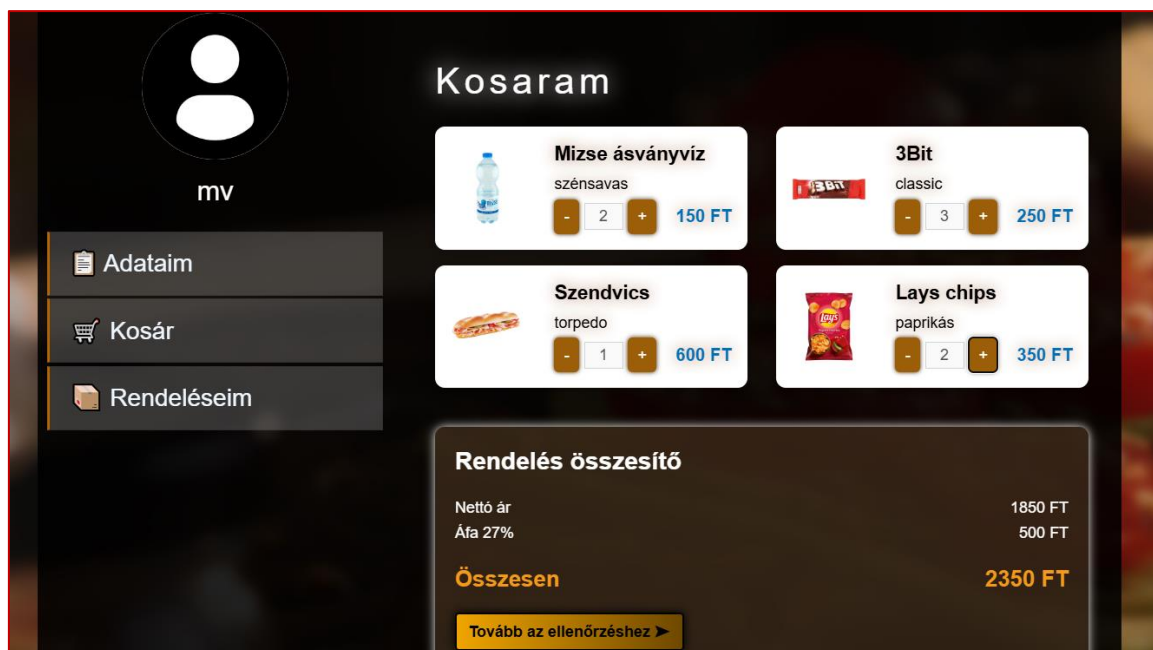 mv
Adataim
Kosár
Rendeléseim
Kosaram
Mizse ásványvíz
szénsavas
- 2 + 150 FT
3Bit
classic
- 3 + 250 FT
3BIT
Szendvics
torpedo
- 1 + 600 FT
Lays chips
paprikás
- 2 + 350 FT
Lays
Rendelés összesítő
Nettó ár 1850 FT
Áfa 27% 500 FT
Összesen 2350 FT
Tovább az ellenőrzéshez ➤